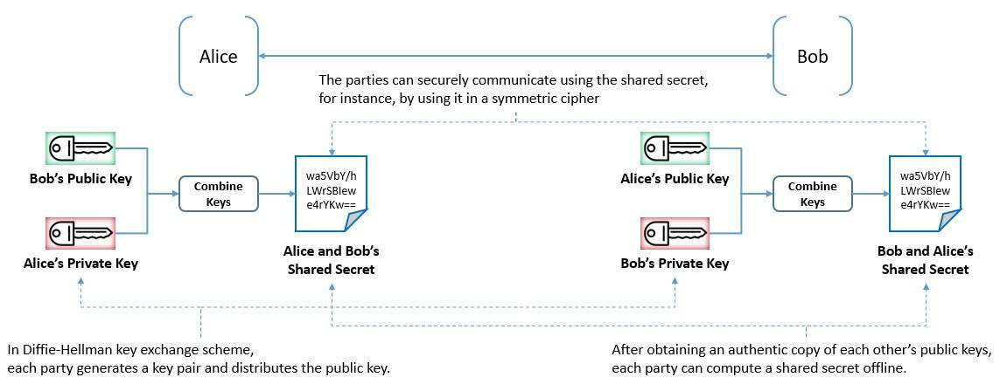 Alice
Bob
The parties can securely communicate using the shared secret,
for instance, by using it in a symmetric cipher
Bob's Public Key
Alice's Private Key
Combine
Keys
wa5VbY/h
LWrSBIew
e4rYKw==
Alice and Bob's
Shared Secret
Alice's Public Key
Bob's Private Key
Combine
Keys
wa5VbY/h
LWrSBIew
e4rYKw==
Bob and Alice's
Shared Secret
In Diffie-Hellman key exchange scheme,
each party generates a key pair and distributes the public key.
After obtaining an authentic copy of each other's public keys,
each party can compute a shared secret offline.